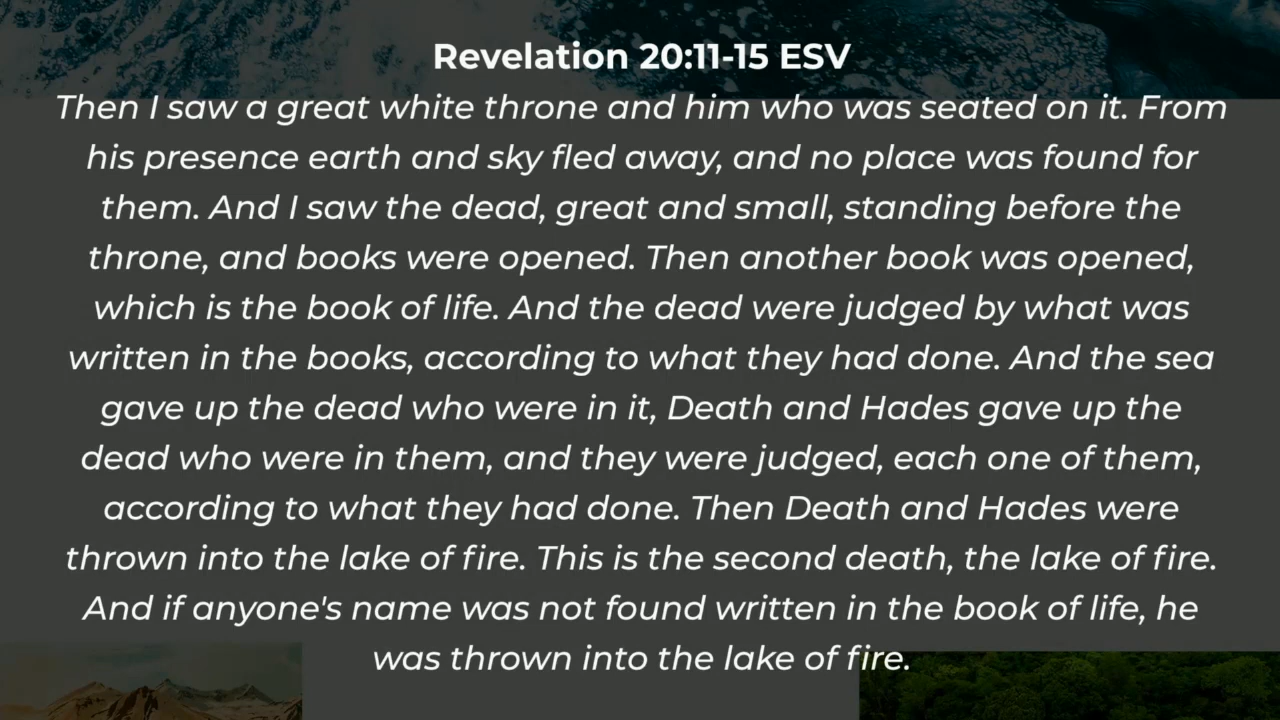 Revelation 20:11-15 ESV
Then I saw a great white throne and him who was seated on it. From
his presence earth and sky fled away, and no place was found for
them. And I saw the dead, great and small, standing before the
throne, and books were opened. Then another book was opened,
which is the book of life. And the dead were judged by what was
written in the books, according to what they had done. And the sea
gave up the dead who were in it, Death and Hades gave up the
dead who were in them, and they were judged, each one of them,
according to what they had done. Then Death and Hades were
thrown into the lake of fire. This is the second death, the lake of fire.
And if anyone's name was not found written in the book of life, he
was thrown into the lake of fire.